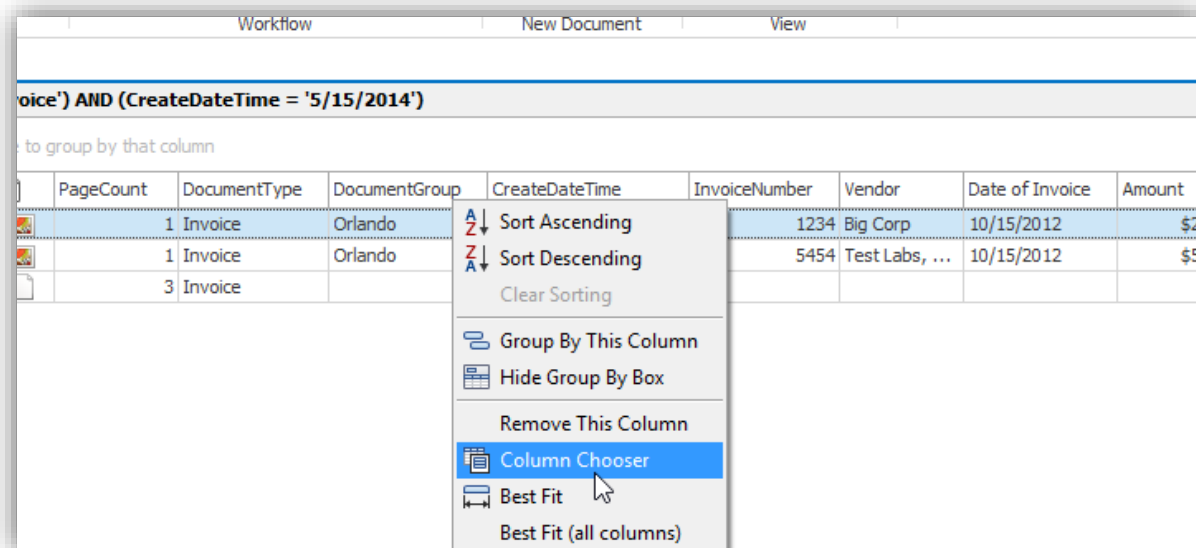 Workflow New Document View
oice') AND (CreateDateTime = '5/15/2014')
to group by that column
PageCount DocumentType DocumentGroup CreateDateTime InvoiceNumber Vendor Date of Invoice Amount
1 Invoice Orlando 1234 Big Corp 10/15/2012 $2
1 Invoice Orlando 5454 Test Labs, ... 10/15/2012 $5
3 Invoice
Sort Ascending
Sort Descending
Clear Sorting
Group By This Column
Hide Group By Box
Remove This Column
Column Chooser
Best Fit
Best Fit (all columns)